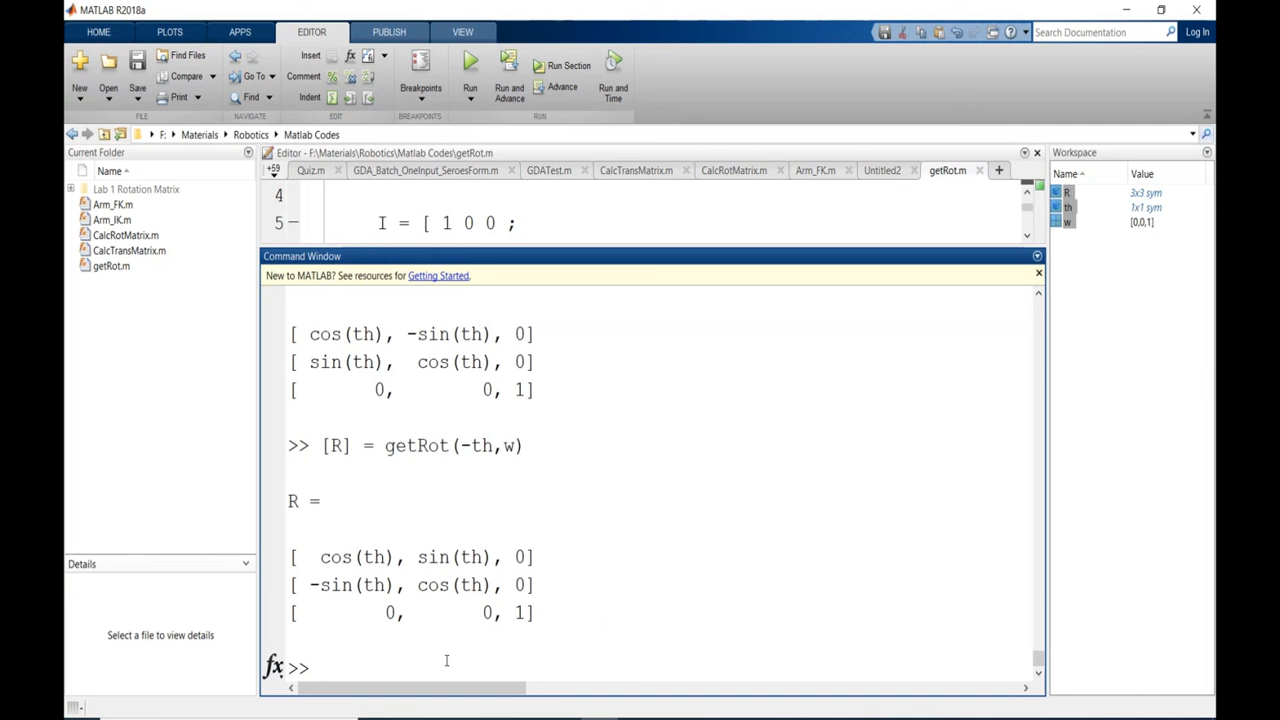 MATLAB R2018a
HOME PLOTS APPS EDITOR PUBLISH VIEW
Search Documentation Log In
New Open Save Find Files Compare Print
Go To Find
Insert fx Comment % Indent
Breakpoints
Run Run and Advance Run Section Advance Run and Time
FILE NAVIGATE EDIT BREAKPOINTS RUN
F: Materials Robotics Matlab Codes
Current Folder
Name
Lab 1 Rotation Matrix
Arm_FK.m
Arm_IK.m
CalcRotMatrix.m
CalcTransMatrix.m
getRot.m
Details
Select a file to view details
Editor - F:\Materials\Robotics\Matlab Codes\getRot.m
+59 Quiz.m GDA_Batch_OneInput_SeroesForm.m GDATest.m CalcTransMatrix.m CalcRotMatrix.m Arm_FK.m Untitled2 getRot.m +
4
5 – I = [ 1 0 0 ;
Command Window
New to MATLAB? See resources for Getting Started.
[ cos(th), -sin(th), 0]
[ sin(th),  cos(th), 0]
[       0,        0, 1]
>> [R] = getRot(-th,w)
R =
[  cos(th), sin(th), 0]
[ -sin(th), cos(th), 0]
[        0,       0, 1]
fx >>
Workspace
Name Value
R 3x3 sym
th 1x1 sym
w [0,0,1]